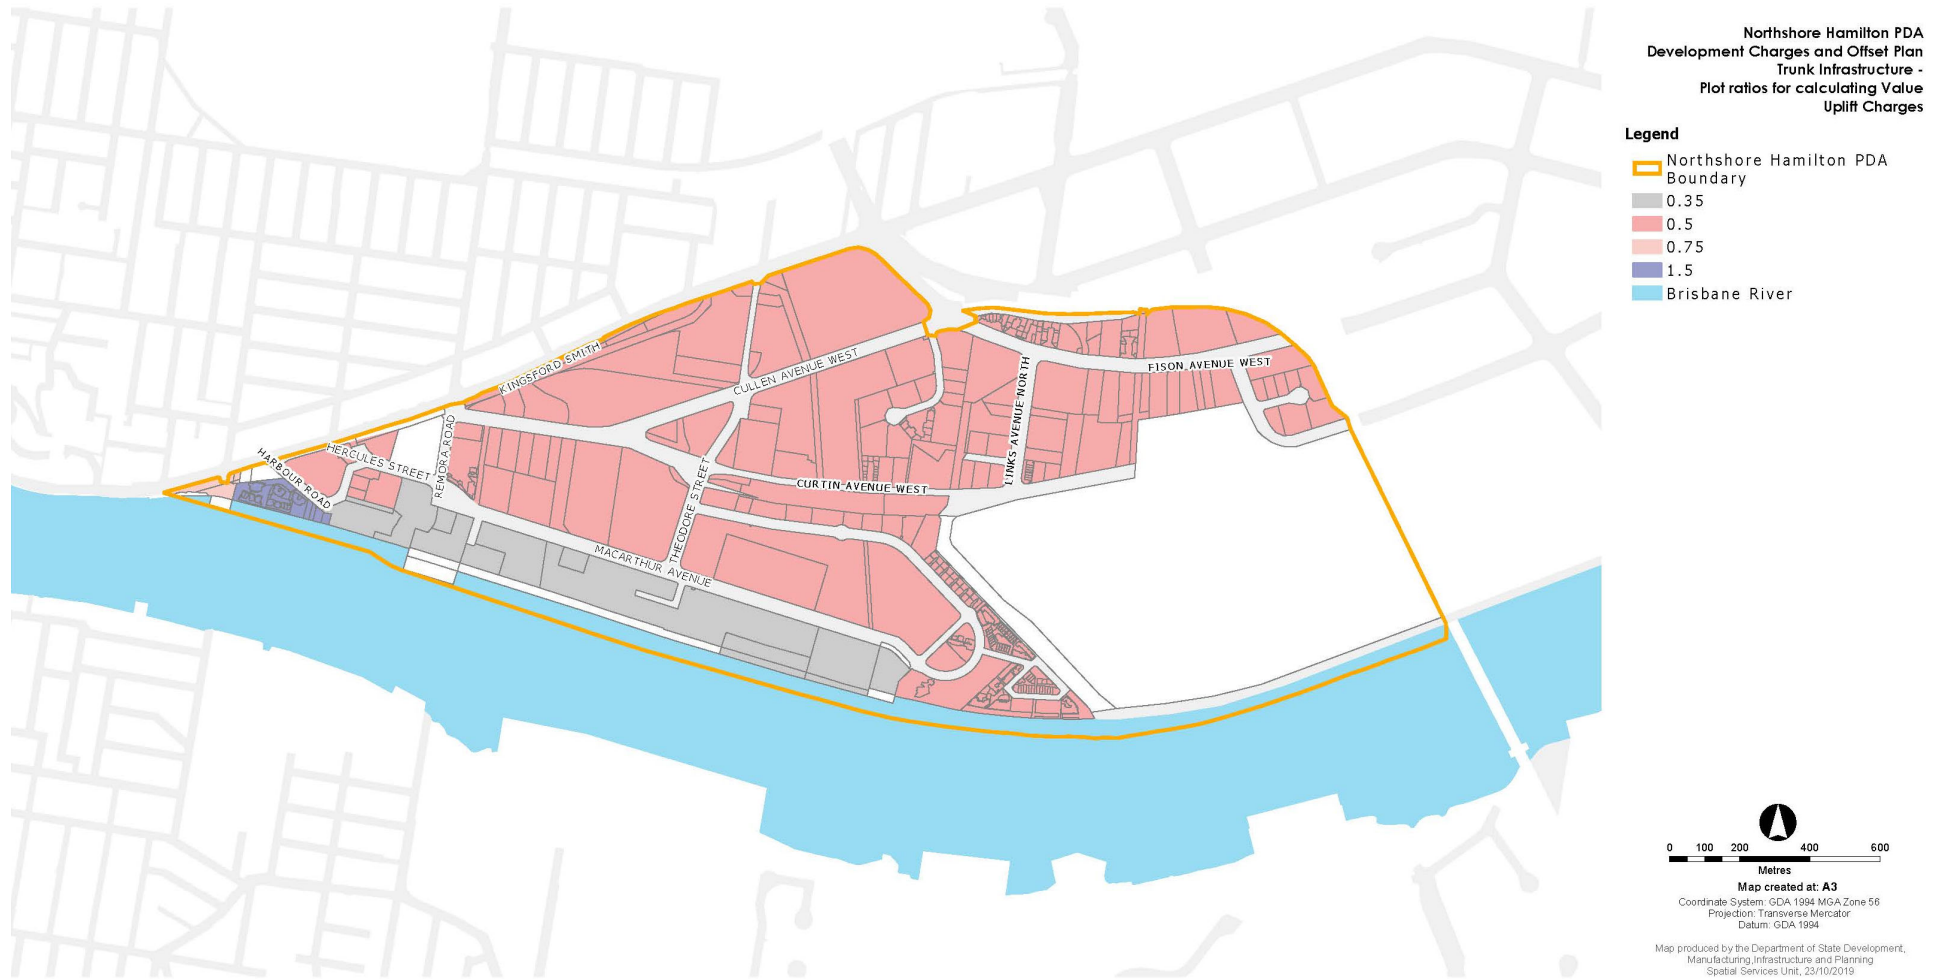 Northshore Hamilton PDA
Development Charges and Offset Plan
Trunk Infrastructure -
Plot ratios for calculating Value
Uplift Charges
Legend
Northshore Hamilton PDA
Boundary
0.35
0.5
0.75
1.5
Brisbane River
KINGSFORD SMITH
CULLEN AVENUE WEST
FISON AVENUE WEST
LINKS AVENUE NORTH
REMORA ROAD
HERCULES STREET
HARBOUR ROAD
CURTIN AVENUE WEST
THEODORE STREET
MACARTHUR AVENUE
0 100 200 400 600
Metres
Map created at: A3
Coordinate System: GDA 1994 MGA Zone 56
Projection: Transverse Mercator
Datum: GDA 1994
Map produced by the Department of State Development,
Manufacturing,Infrastructure and Planning
Spatial Services Unit, 23/10/2019